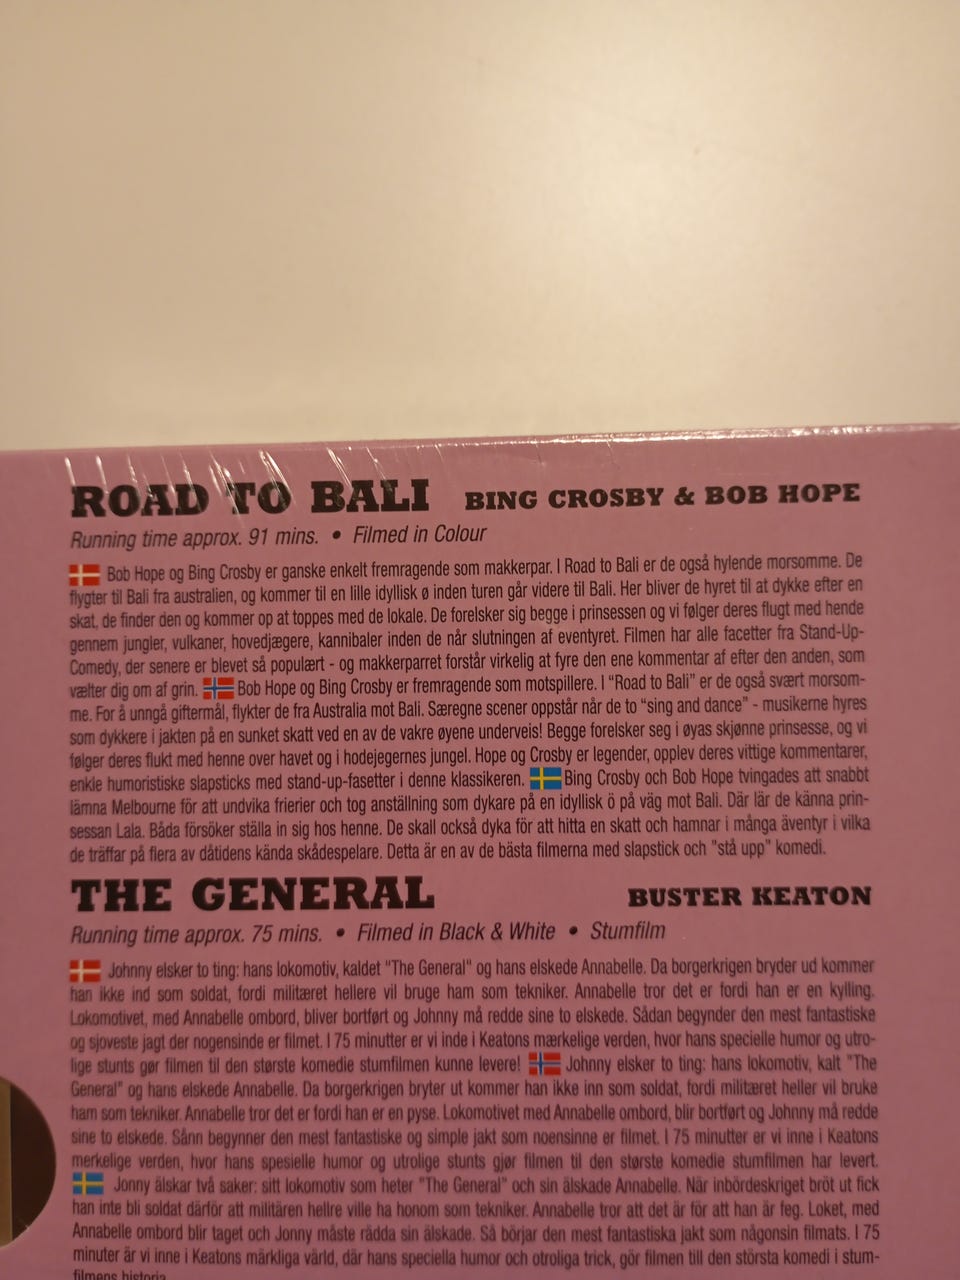 ROAD TO BALI BING CROSBY & BOB HOPE
Running time approx. 91 mins. • Filmed in Colour
Bob Hope og Bing Crosby er ganske enkelt fremragende som makkerpar. I Road to Bali er de også hylende morsomme. De
flygter til Bali fra australien, og kommer til en lille idyllisk ø inden turen går videre til Bali. Her bliver de hyret til at dykke efter en
skat, de finder den og kommer op at toppes med de lokale. De forelsker sig begge i prinsessen og vi følger deres flugt med hende
gennem jungler, vulkaner, hovedjægere, kannibaler inden de når slutningen af eventyret. Filmen har alle facetter fra Stand-Up-
Comedy, der senere er blevet så populært - og makkerparret forstår virkelig at fyre den ene kommentar af efter den anden, som
vælter dig om af grin. Bob Hope og Bing Crosby er fremragende som motspillere. I "Road to Bali" er de også svært morsom-
me. For å unngå giftermål, flykter de fra Australia mot Bali. Særegne scener oppstår når de to "sing and dance" - musikerne hyres
som dykkere i jakten på en sunket skatt ved en av de vakre øyene underveis! Begge forelsker seg i øyas skjønne prinsesse, og vi
følger deres flukt med henne over havet og i hodejegernes jungel. Hope og Crosby er legender, opplev deres vittige kommentarer,
enkle humoristiske slapsticks med stand-up-fasetter i denne klassikeren. Bing Crosby och Bob Hope tvingades att snabbt
lämna Melbourne för att undvika frierier och tog anställning som dykare på en idyllisk ö på väg mot Bali. Där lär de känna prin-
sessan Lala. Båda försöker ställa in sig hos henne. De skall också dyka för att hitta en skatt och hamnar i många äventyr i vilka
de träffar på flera av dåtidens kända skådespelare. Detta är en av de bästa filmerna med slapstick och "stå upp" komedi.
THE GENERAL BUSTER KEATON
Running time approx. 75 mins. • Filmed in Black & White • Stumfilm
Johnny elsker to ting: hans lokomotiv, kaldet "The General" og hans elskede Annabelle. Da borgerkrigen bryder ud kommer
han ikke ind som soldat, fordi militæret hellere vil bruge ham som tekniker. Annabelle tror det er fordi han er en kylling.
Lokomotivet, med Annabelle ombord, bliver bortført og Johnny må redde sine to elskede. Sådan begynder den mest fantastiske
og sjoveste jagt der nogensinde er filmet. I 75 minutter er vi inde i Keatons mærkelige verden, hvor hans specielle humor og utro-
lige stunts gør filmen til den største komedie stumfilmen kunne levere! Johnny elsker to ting: hans lokomotiv, kalt "The
General" og hans elskede Annabelle. Da borgerkrigen bryter ut kommer han ikke inn som soldat, fordi militæret heller vil bruke
ham som tekniker. Annabelle tror det er fordi han er en pyse. Lokomotivet med Annabelle ombord, blir bortført og Johnny må redde
sine to elskede. Sånn begynner den mest fantastiske og simple jakt som noensinne er filmet. I 75 minutter er vi inne i Keatons
merkelige verden, hvor hans spesielle humor og utrolige stunts gjør filmen til den største komedie stumfilmen har levert.
Jonny älskar två saker: sitt lokomotiv som heter "The General" och sin älskade Annabelle. När inbördeskriget bröt ut fick
han inte bli soldat därför att militären hellre ville ha honom som tekniker. Annabelle tror att det är för att han är feg. Loket, med
Annabelle ombord blir taget och Jonny måste rädda sin älskade. Så börjar den mest fantastiska jakt som någonsin filmats. I 75
minuter är vi inne i Keatons märkliga värld, där hans speciella humor och otroliga trick, gör filmen till den största komedi i stum-
filmens historia